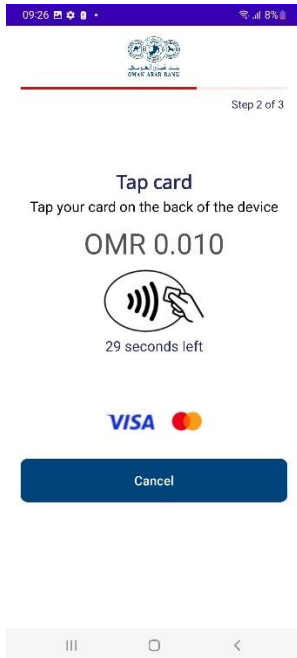 09:26
8%
OMAN ARAB BANK
Step 2 of 3
Tap card
Tap your card on the back of the device
OMR 0.010
29 seconds left
VISA
Cancel